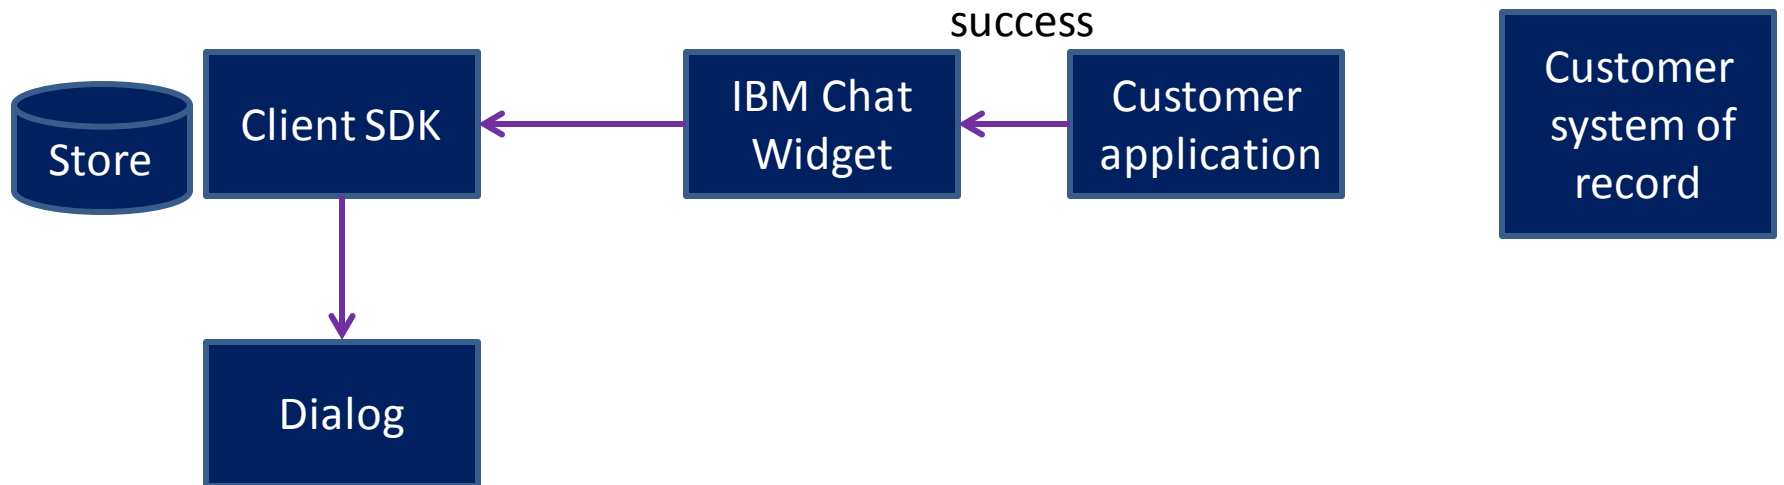 success
Store
Client SDK
IBM Chat
Widget
Customer
application
Customer
system of
record
Dialog